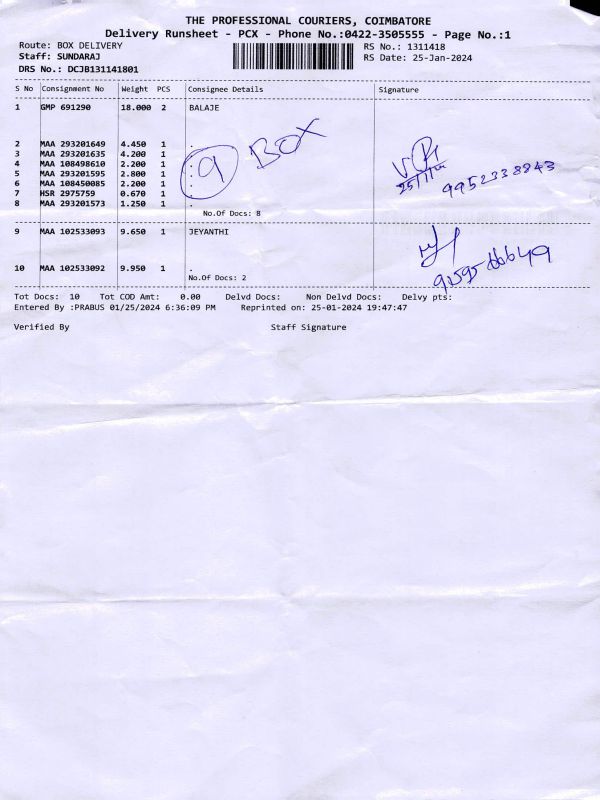 THE PROFESSIONAL COURIERS, COIMBATORE
Delivery Runsheet - PCX - Phone No.:0422-3505555 - Page No.:1
Route: BOX DELIVERY
RS No.: 1311418
Staff: SUNDARAJ
RS Date: 25-Jan-2024
DRS No.: DCJB131141801
S No Consignment No Weight PCS Consignee Details Signature
1 GMP 691290 18.000 2 BALAJE
2 MAA 293201649 4.450 1 .
3 MAA 293201635 4.200 1 .
4 MAA 108498610 2.200 1 .
5 MAA 293201595 2.800 1 .
6 MAA 108450085 2.200 1 .
7 HSR 2975759 0.670 1 .
8 MAA 293201573 1.250 1 .
9 BOX
9952338843
No.Of Docs: 8
9 MAA 102533093 9.650 1 JEYANTHI
10 MAA 102533092 9.950 1 .
No.Of Docs: 2
Tot Docs: 10 Tot COD Amt: 0.00 Delvd Docs: Non Delvd Docs: Delvy pts:
Entered By :PRABUS 01/25/2024 6:36:09 PM Reprinted on: 25-01-2024 19:47:47
Verified By Staff Signature